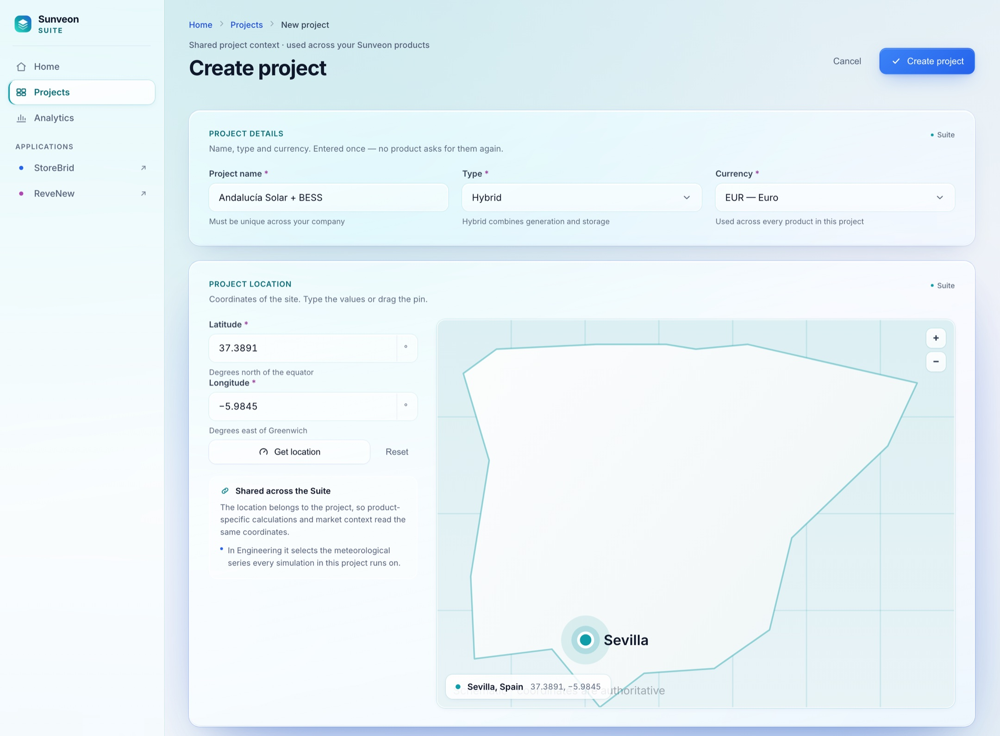 Sunveon
SUITE
Home
Projects
Analytics
APPLICATIONS
StoreBrid
ReveNew
Home > Projects > New project
Shared project context · used across your Sunveon products
Create project
Cancel
Create project
PROJECT DETAILS
Suite
Name, type and currency. Entered once — no product asks for them again.
Project name *
Andalucía Solar + BESS
Must be unique across your company
Type *
Hybrid
Hybrid combines generation and storage
Currency *
EUR — Euro
Used across every product in this project
PROJECT LOCATION
Suite
Coordinates of the site. Type the values or drag the pin.
Latitude *
37.3891 °
Degrees north of the equator
Longitude *
−5.9845 °
Degrees east of Greenwich
Get location
Reset
Shared across the Suite
The location belongs to the project, so product-
specific calculations and market context read the
same coordinates.
• In Engineering it selects the meteorological
series every simulation in this project runs on.
+
−
Sevilla
Sevilla, Spain 37.3891, −5.9845
coordinates are authoritative